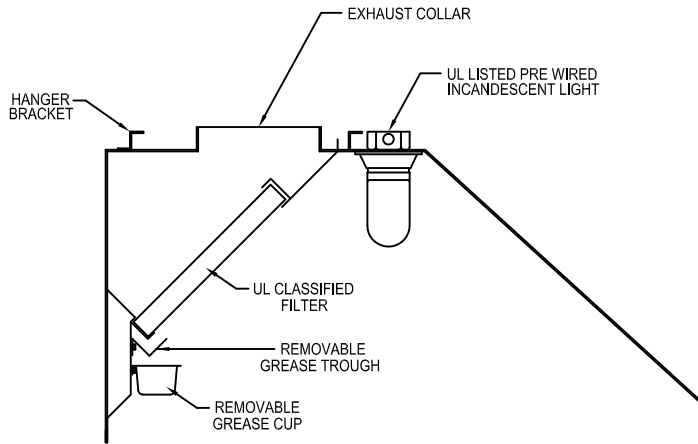 EXHAUST COLLAR
UL LISTED PRE WIRED
INCANDESCENT LIGHT
HANGER
BRACKET
UL CLASSIFIED
FILTER
REMOVABLE
GREASE TROUGH
REMOVABLE
GREASE CUP